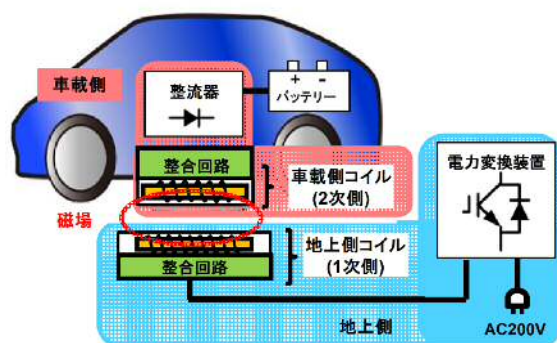 車載側
整流器
+ -
バッテリー
整合回路
車載側コイル
(2次側)
電力変換装置
磁場
地上側コイル
(1次側)
整合回路
地上側
AC200V